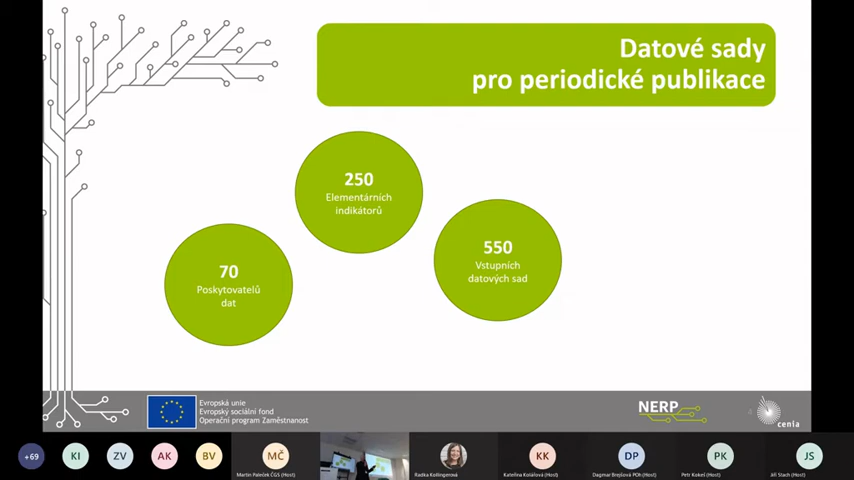 Datové sady
pro periodické publikace
250
Elementárních
indikátorů
550
Vstupních
datových sad
70
Poskytovatelů
dat
Evropská unie
Evropský sociální fond
Operační program Zaměstnanost
NERP
cenia
+69
KI
ZV
AK
BV
MČ
Martin Paleček ČGS (Host)
Radka Kollingerová
KK
Kateřina Kolářová (Host)
DP
Dagmar Brejšová POh (Host)
PK
Petr Kokeš (Host)
JS
Jiří Stach (Host)